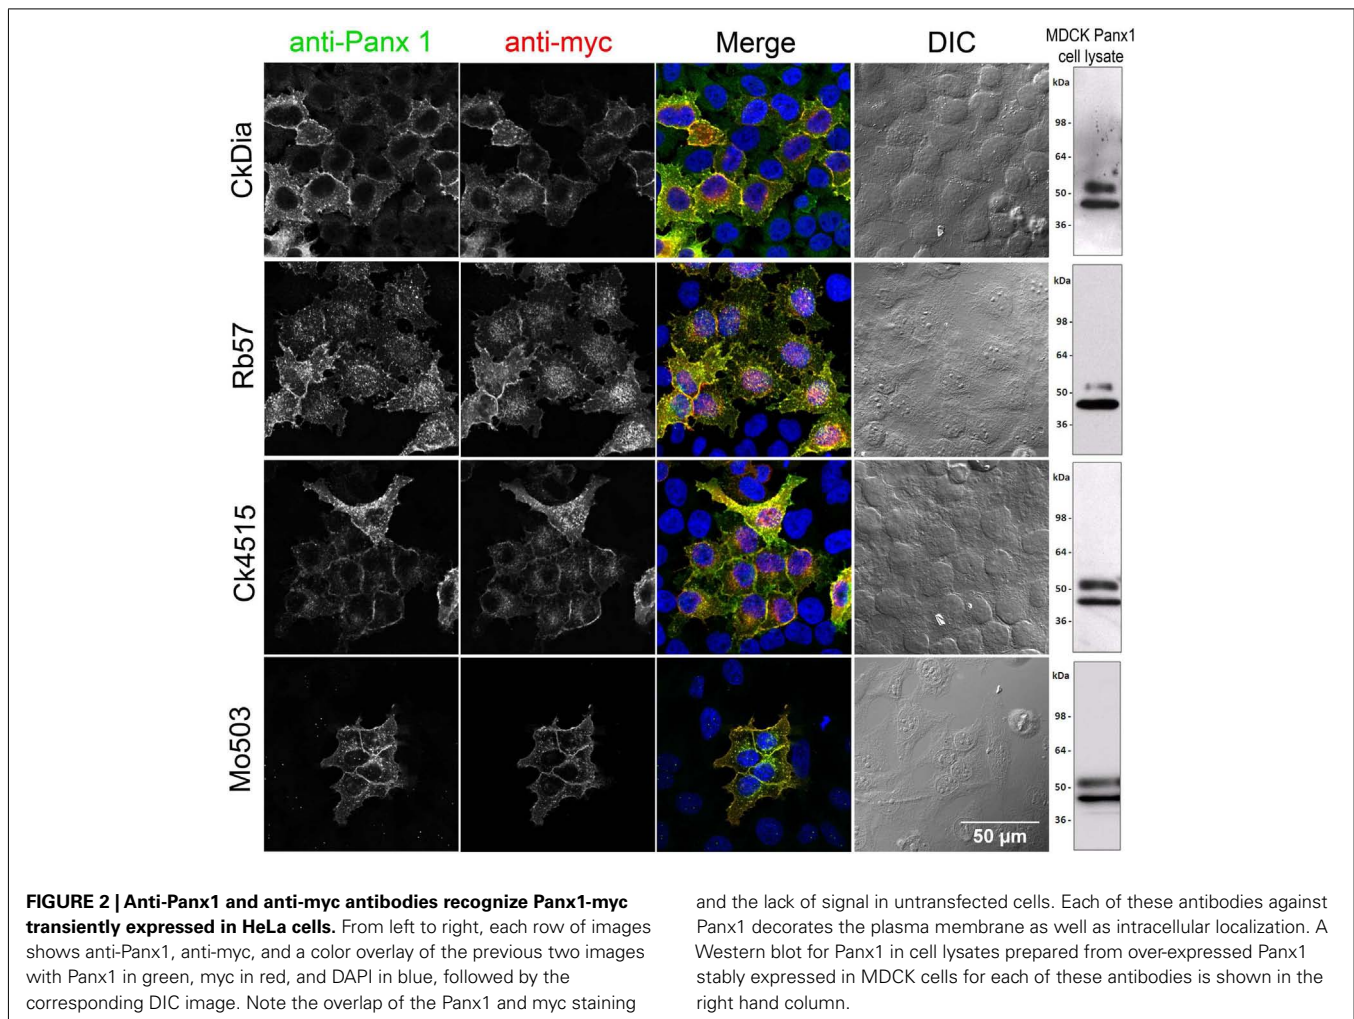 anti-Panx 1
anti-myc
Merge
DIC
MDCK Panx1
cell lysate
CkDia
kDa
98-
64-
50-
36-
Rb57
kDa
98-
64-
50-
36-
Ck4515
kDa
98-
64-
50-
36-
Mo503
50 µm
kDa
98-
64-
50-
36-
FIGURE 2 | Anti-Panx1 and anti-myc antibodies recognize Panx1-myc
transiently expressed in HeLa cells. From left to right, each row of images
shows anti-Panx1, anti-myc, and a color overlay of the previous two images
with Panx1 in green, myc in red, and DAPI in blue, followed by the
corresponding DIC image. Note the overlap of the Panx1 and myc staining
and the lack of signal in untransfected cells. Each of these antibodies against
Panx1 decorates the plasma membrane as well as intracellular localization. A
Western blot for Panx1 in cell lysates prepared from over-expressed Panx1
stably expressed in MDCK cells for each of these antibodies is shown in the
right hand column.